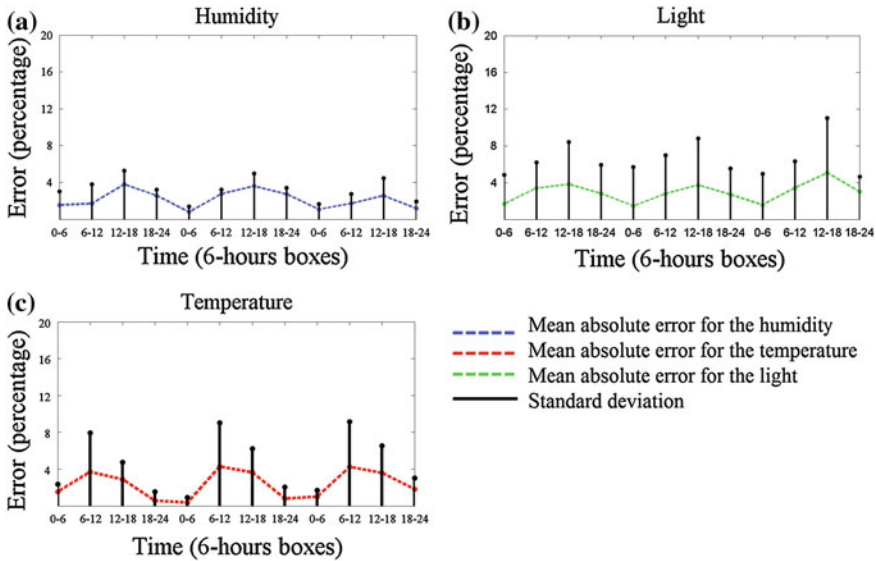 (a)
Humidity
Error (percentage)
20
16
12
8
4
0-6 6-12 12-18 18-24 0-6 6-12 12-18 18-24 0-6 6-12 12-18 18-24
Time (6-hours boxes)
(b)
Light
Error (percentage)
20
16
12
8
4
0-6 6-12 12-18 18-24 0-6 6-12 12-18 18-24 0-6 6-12 12-18 18-24
Time (6-hours boxes)
(c)
Temperature
Error (percentage)
20
16
12
8
4
0-6 6-12 12-18 18-24 0-6 6-12 12-18 18-24 0-6 6-12 12-18 18-24
Time (6-hours boxes)
Mean absolute error for the humidity
Mean absolute error for the temperature
Mean absolute error for the light
Standard deviation